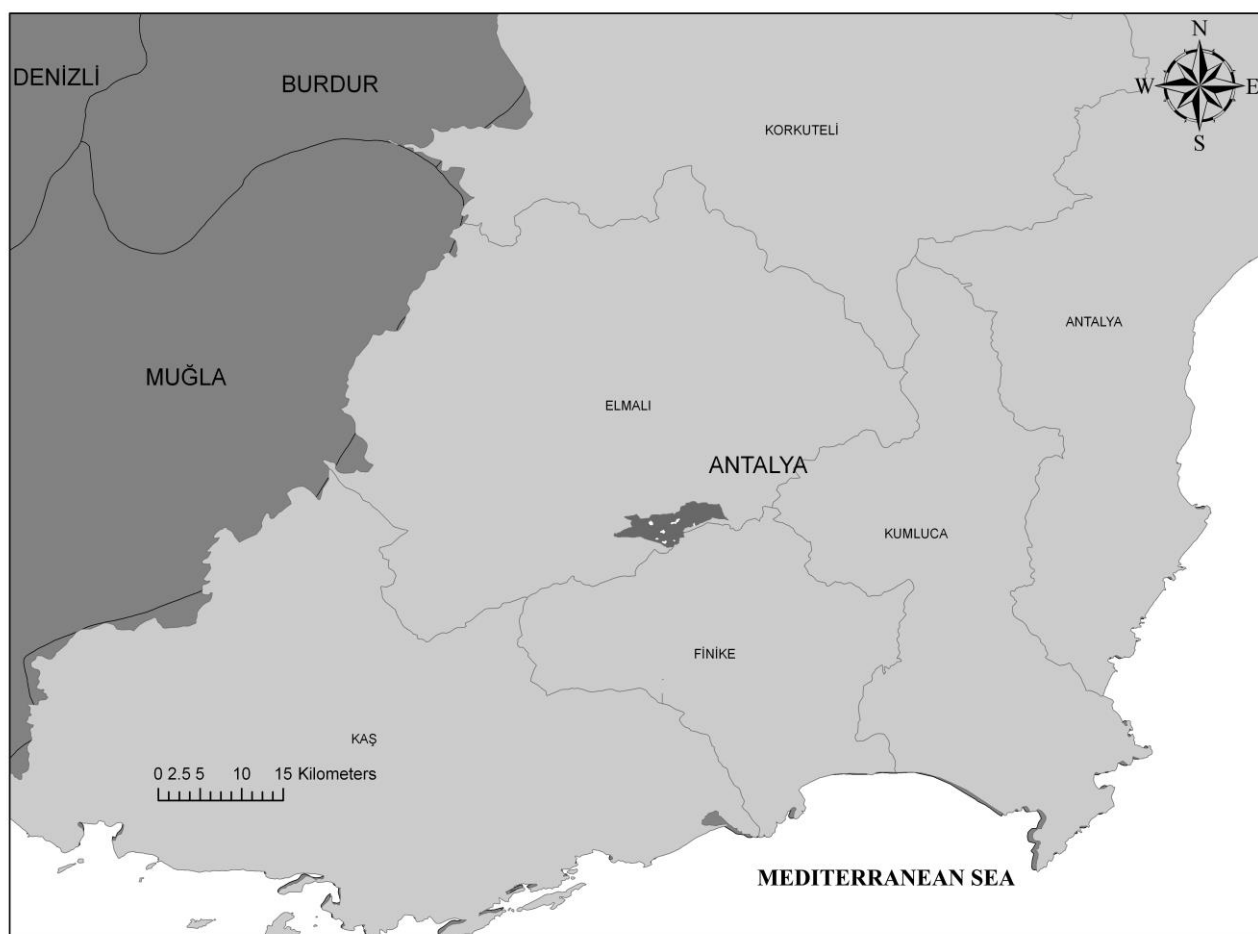 N
DENİZLİ
BURDUR
W
E
KORKUTELİ
S
ANTALYA
MUĞLA
ELMALI
ANTALYA
KUMLUCA
FİNİKE
KAŞ
0 2.5 5 10 15 Kilometers
MEDITERRANEAN SEA